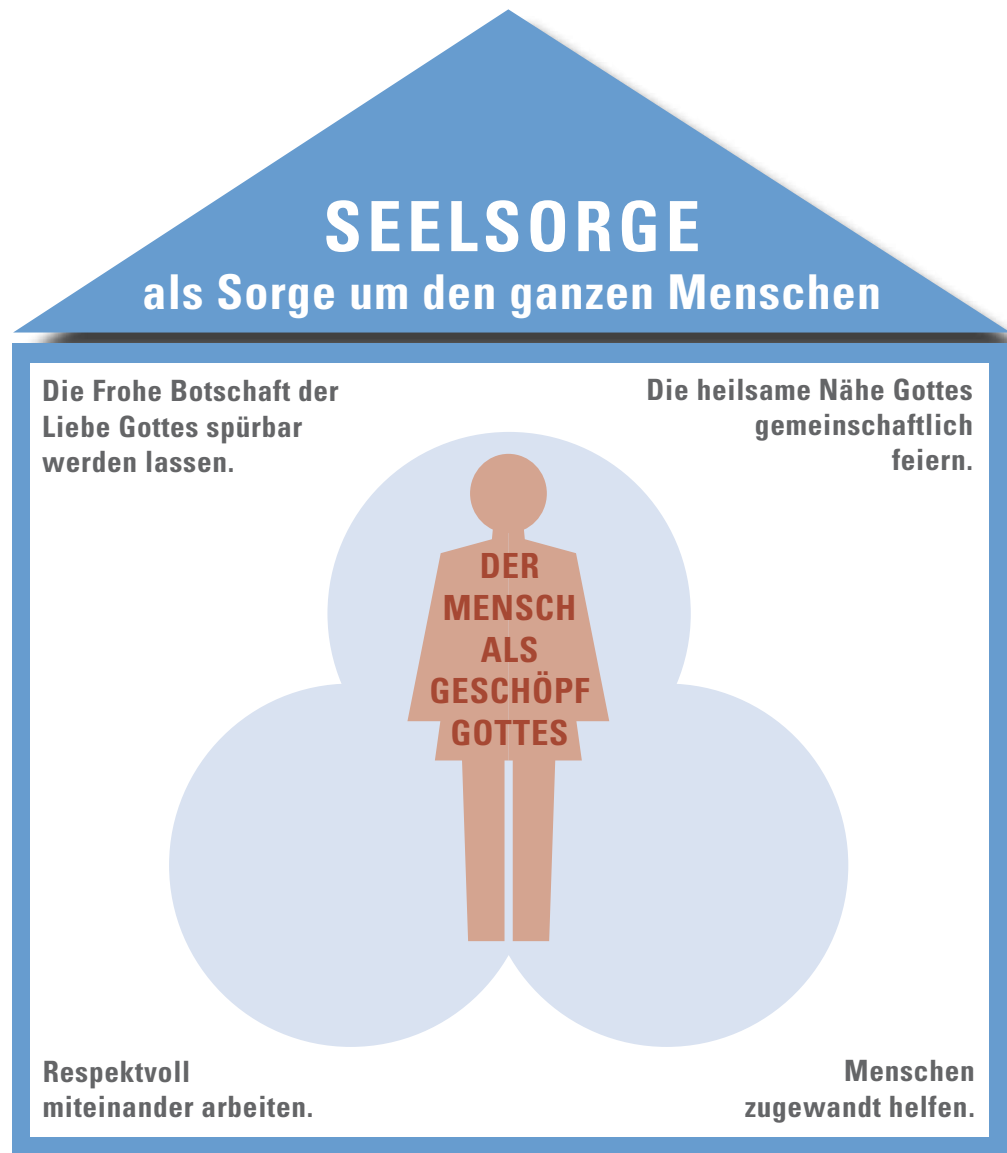 SEELSORGE
als Sorge um den ganzen Menschen
Die Frohe Botschaft der
Liebe Gottes spürbar
werden lassen.
Die heilsame Nähe Gottes
gemeinschaftlich
feiern.
DER
MENSCH
ALS
GESCHÖPF
GOTTES
Respektvoll
miteinander arbeiten.
Menschen
zugewandt helfen.